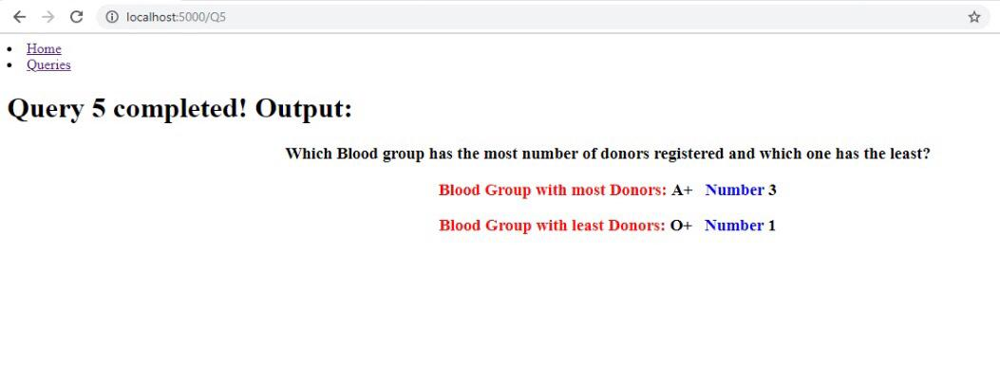 localhost:5000/Q5
Home
Queries
Query 5 completed! Output:
Which Blood group has the most number of donors registered and which one has the least?
Blood Group with most Donors: A+ Number 3
Blood Group with least Donors: O+ Number 1